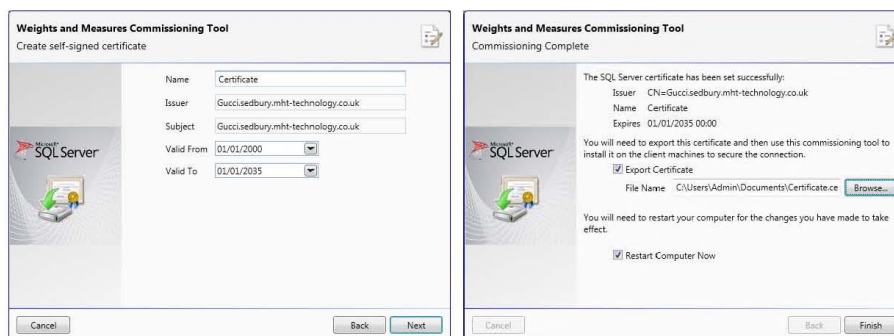 Weights and Measures Commissioning Tool
Create self-signed certificate
Name Certificate
Issuer Gucci.sedbury.mht-technology.co.uk
Subject Gucci.sedbury.mht-technology.co.uk
Valid From 01/01/2000
Valid To 01/01/2035
Microsoft
SQL Server
Cancel Back Next
Weights and Measures Commissioning Tool
Commissioning Complete
The SQL Server certificate has been set successfully:
Issuer CN=Gucci.sedbury.mht-technology.co.uk
Name Certificate
Expires 01/01/2035 00:00
You will need to export this certificate and then use this commissioning tool to
install it on the client machines to secure the connection.
Export Certificate
File Name C:\Users\Admin\Documents\Certificate.ce Browse...
You will need to restart your computer for the changes you have made to take
effect.
Restart Computer Now
Microsoft
SQL Server
Cancel Back Finish